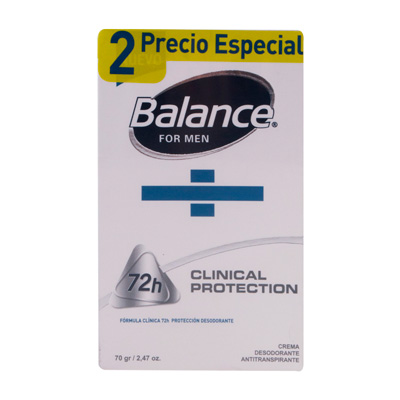 2 Precio Especial
Balance®
FOR MEN
72h
CLINICAL
PROTECTION
FÓRMULA CLÍNICA 72h PROTECCIÓN DESODORANTE
70 gr / 2,47 oz.
CREMA
DESODORANTE
ANTITRANSPIRANTE